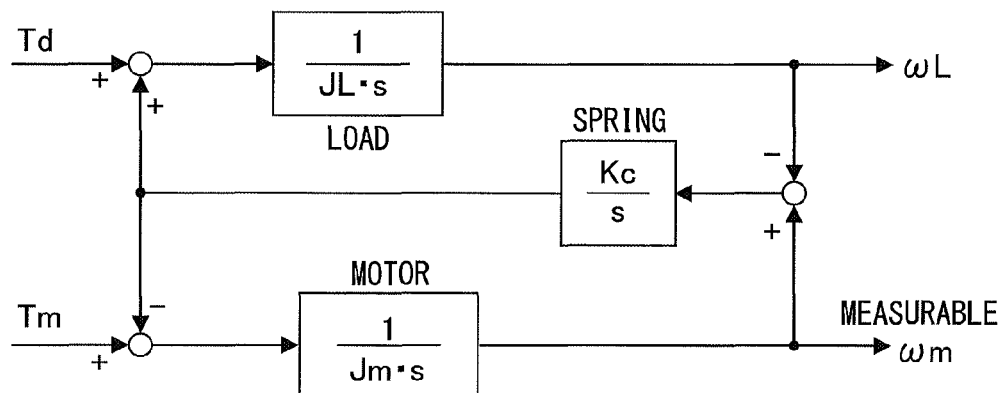 Td
+
+
1
JL·s
LOAD
ωL
SPRING
Kc
s
−
+
MOTOR
−
Tm
+
1
Jm·s
MEASURABLE
ωm